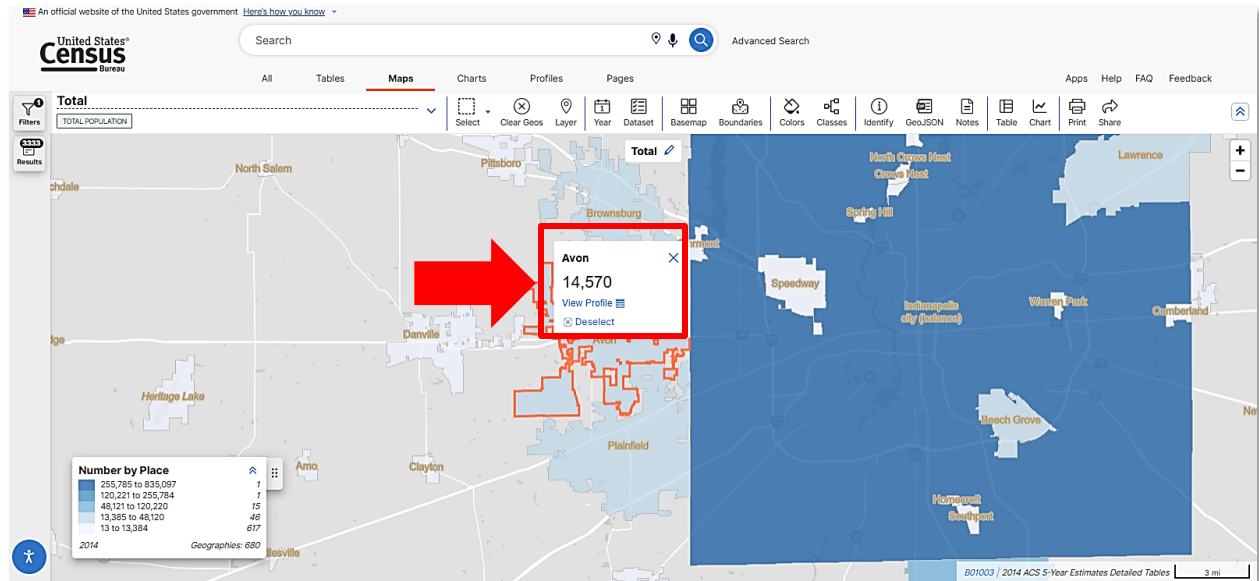 An official website of the United States government Here's how you know
United States®
Census
Bureau
Search
Advanced Search
All Tables Maps Charts Profiles Pages
Apps Help FAQ Feedback
1
Filters
Total
TOTAL POPULATION
Select Clear Geos Layer Year Dataset Basemap Boundaries Colors Classes Identify GeoJSON Notes Table Chart Print Share
3333
Results
Total
+
−
North Salem
Pittsboro
North Crows Nest
Crows Nest
Lawrence
chdale
Brownsburg
Spring Hill
rmont
Avon
14,570
View Profile
Deselect
Speedway
Indianapolis
city (balance)
Warren Park
Cumberland
Danville
Avon
dge
Heritage Lake
Beech Grove
Ne
Plainfield
Amo
Clayton
Homecroft
Southport
Number by Place
255,785 to 835,097 1
120,221 to 255,784 1
48,121 to 120,220 15
13,385 to 48,120 46
13 to 13,384 617
2014 Geographies: 680
dlesville
B01003 | 2014 ACS 5-Year Estimates Detailed Tables
3 mi